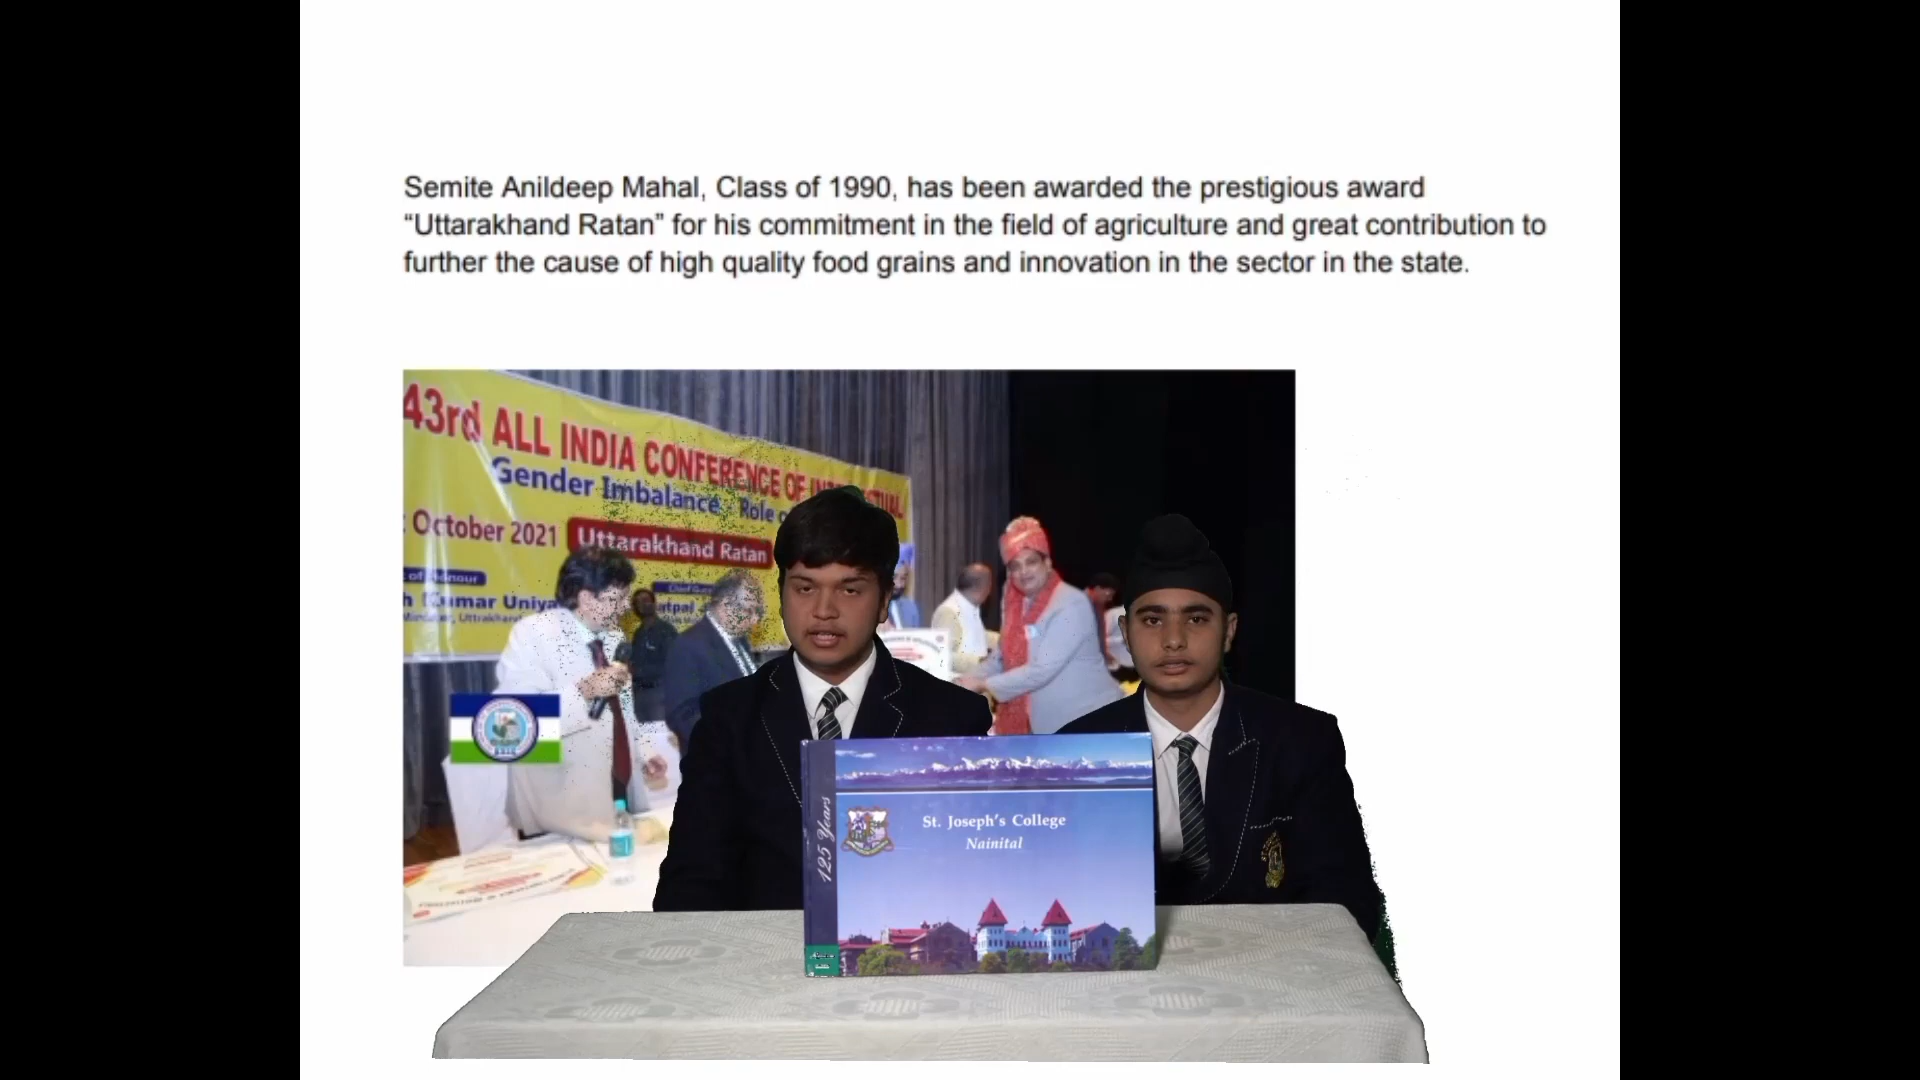 Semite Anildeep Mahal, Class of 1990, has been awarded the prestigious award
“Uttarakhand Ratan” for his commitment in the field of agriculture and great contribution to
further the cause of high quality food grains and innovation in the sector in the state.
43rd ALL INDIA CONFERENCE OF
Gender Imbalance - Role
October 2021 Uttarakhand Ratan
Kumar
125 Years
St. Joseph's College
Nainital